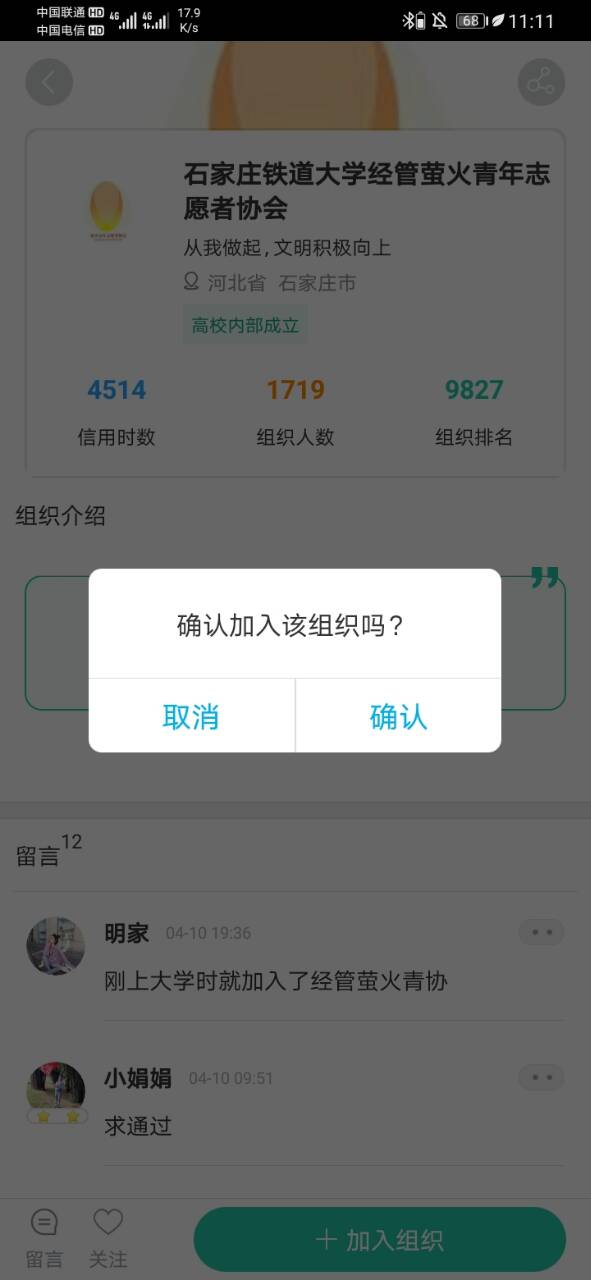 中国联通 HD 4G 4G 17.9 68 11:11
中国电信 HD K/s
石家庄铁道大学经管萤火青年志
愿者协会
从我做起,文明积极向上
河北省 石家庄市
高校内部成立
4514 1719 9827
信用时数 组织人数 组织排名
组织介绍
确认加入该组织吗?
取消 确认
留言12
明家 04-10 19:36
刚上大学时就加入了经管萤火青协
小娟娟 04-10 09:51
求通过
留言 关注 加入组织